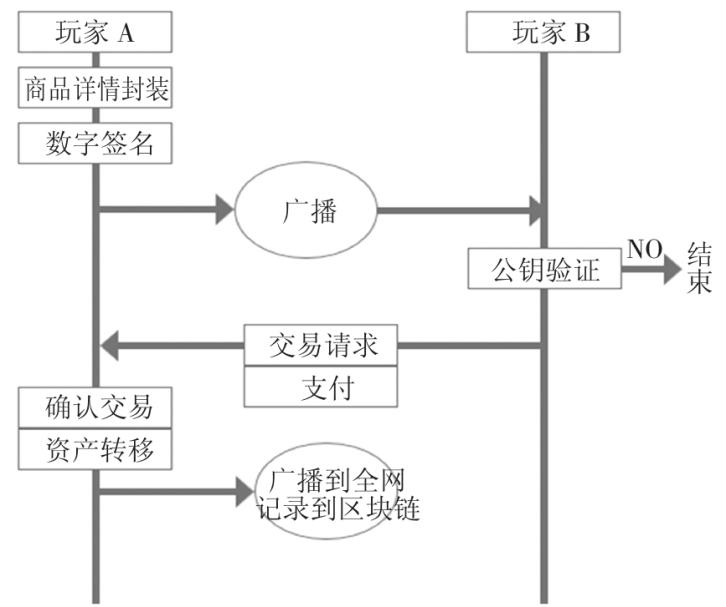 玩家 A
玩家 B
商品详情封装
数字签名
广播
公钥验证
NO
结
束
交易请求
支付
确认交易
资产转移
广播到全网
记录到区块链